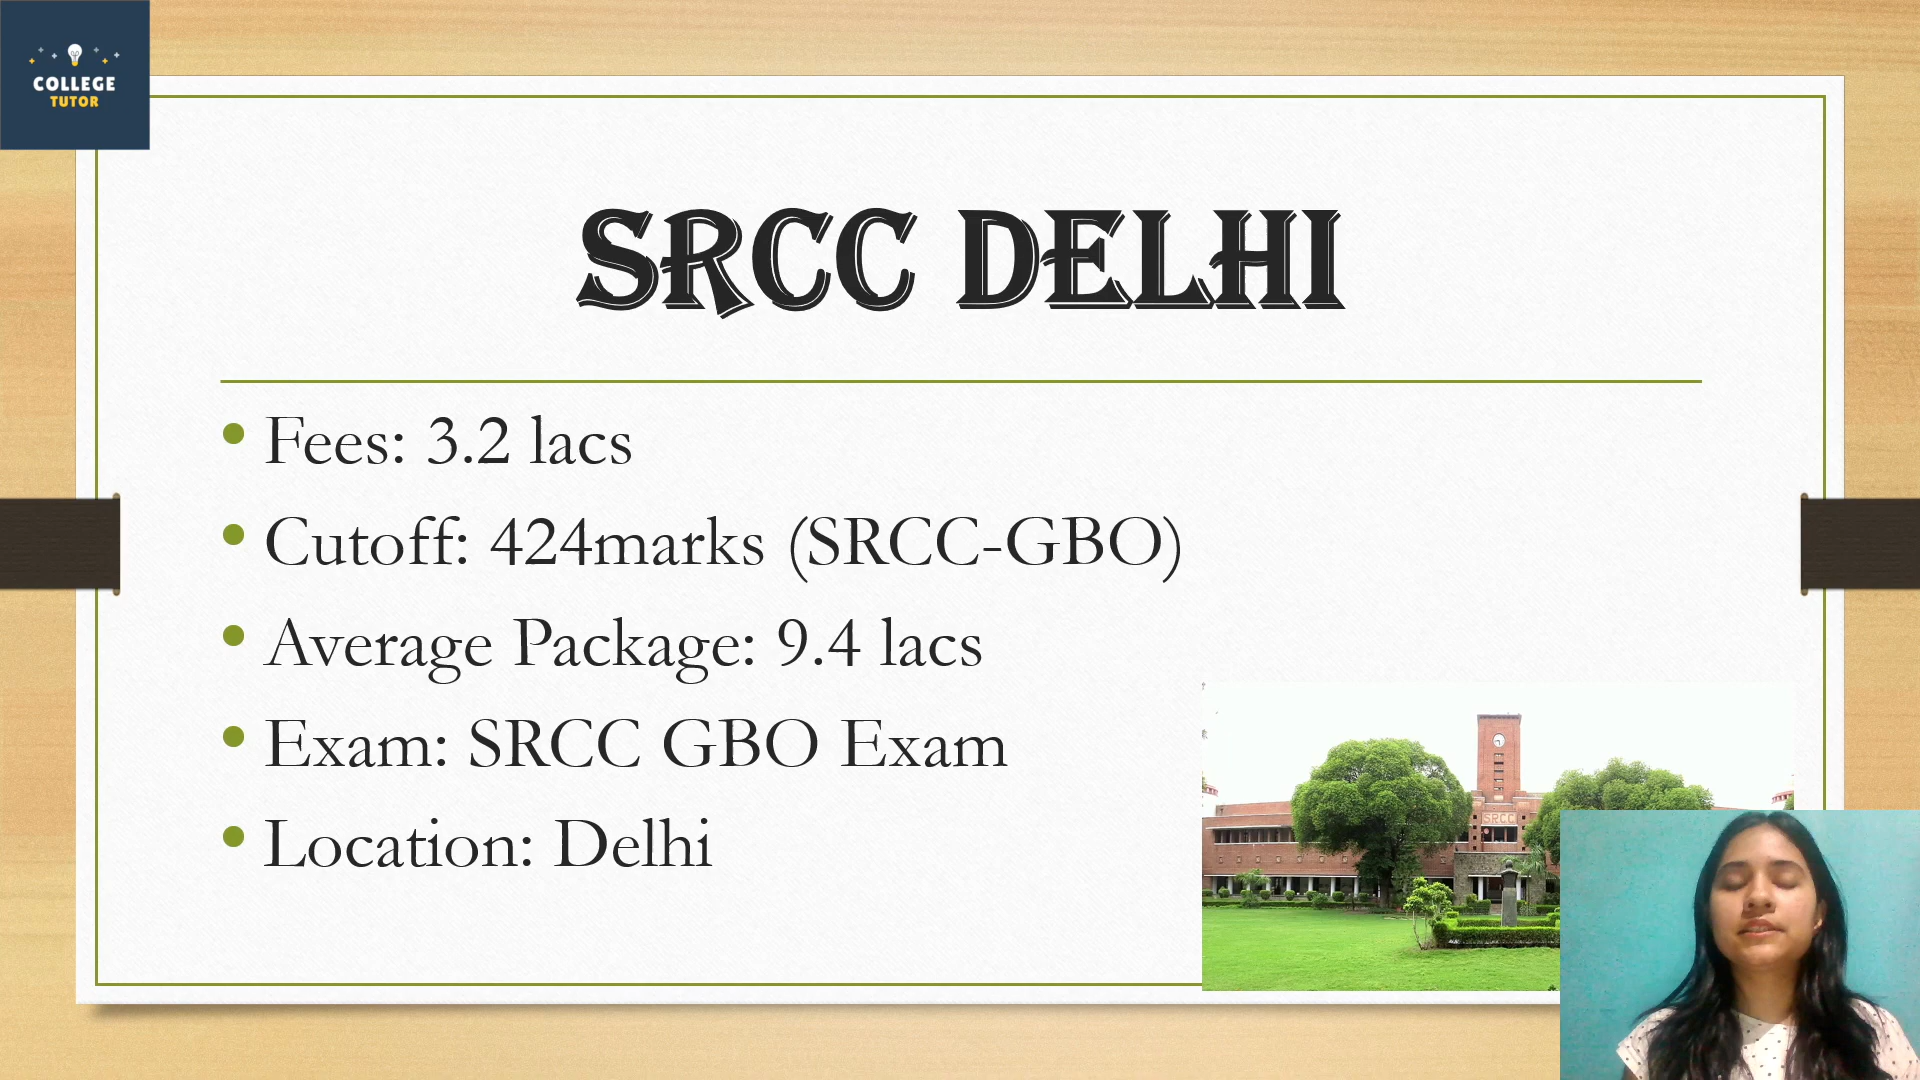 COLLEGE
TUTOR
SRCC DELHI
• Fees: 3.2 lacs
• Cutoff: 424marks (SRCC-GBO)
• Average Package: 9.4 lacs
• Exam: SRCC GBO Exam
• Location: Delhi
SRCC